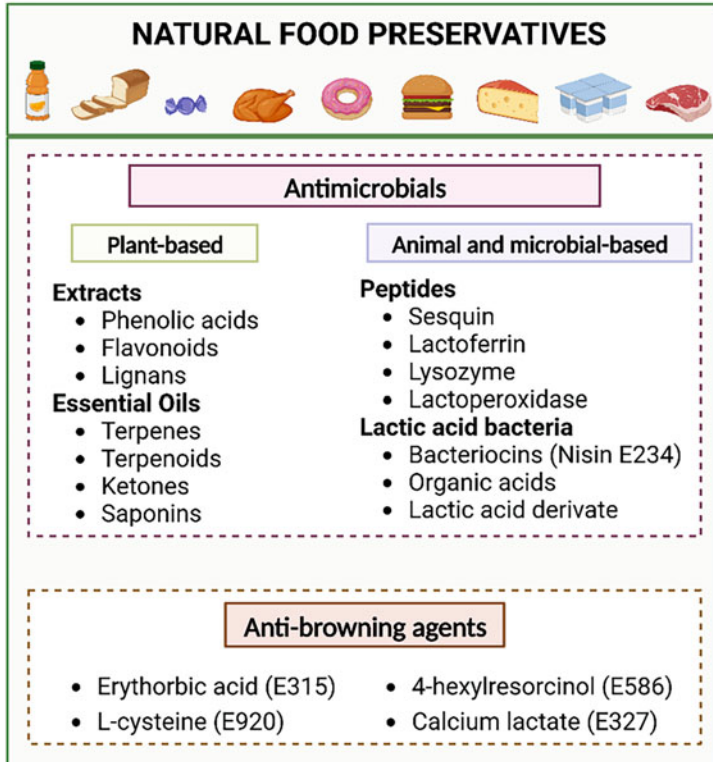 NATURAL FOOD PRESERVATIVES
Antimicrobials
Plant-based
Extracts
• Phenolic acids
• Flavonoids
• Lignans
Essential Oils
• Terpenes
• Terpenoids
• Ketones
• Saponins
Animal and microbial-based
Peptides
• Sesquin
• Lactoferrin
• Lysozyme
• Lactoperoxidase
Lactic acid bacteria
• Bacteriocins (Nisin E234)
• Organic acids
• Lactic acid derivate
Anti-browning agents
• Erythorbic acid (E315)
• L-cysteine (E920)
• 4-hexylresorcinol (E586)
• Calcium lactate (E327)